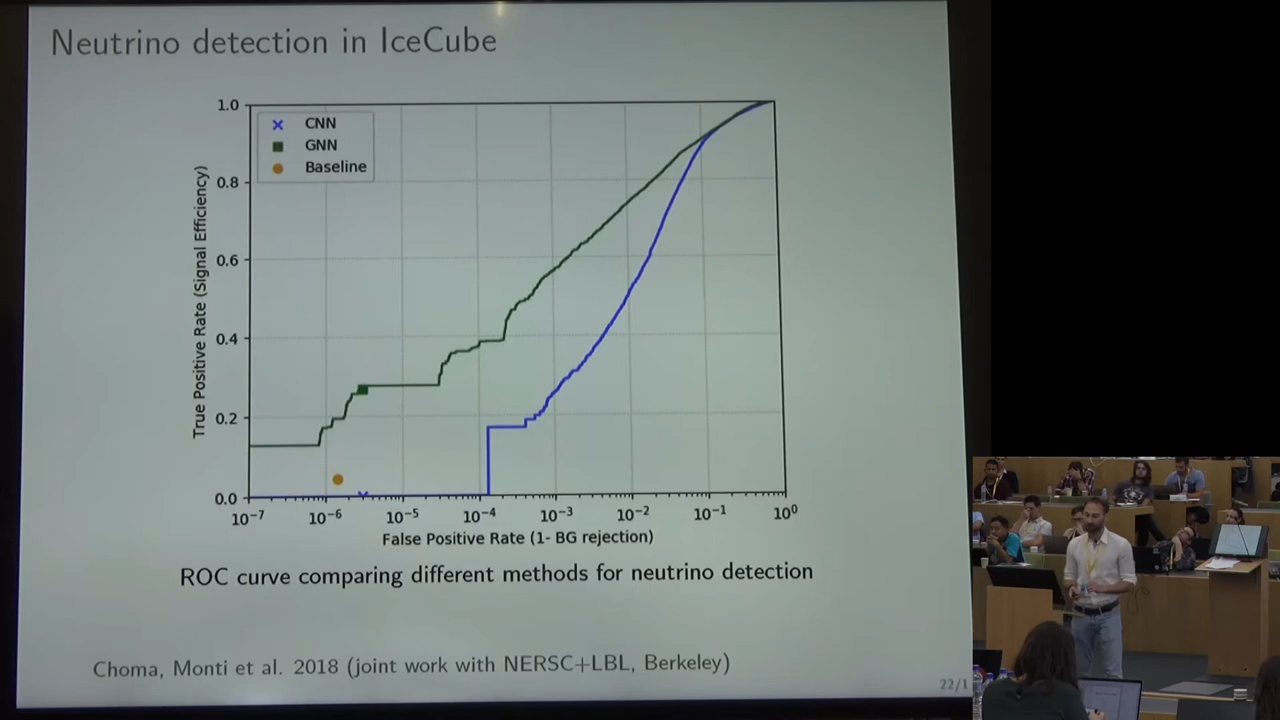 Neutrino detection in IceCube
1.0
0.8
0.6
0.4
0.2
0.0
True Positive Rate (Signal Efficiency)
CNN
GNN
Baseline
10⁻⁷ 10⁻⁶ 10⁻⁵ 10⁻⁴ 10⁻³ 10⁻² 10⁻¹ 10⁰
False Positive Rate (1- BG rejection)
ROC curve comparing different methods for neutrino detection
Choma, Monti et al. 2018 (joint work with NERSC+LBL, Berkeley)
22/1